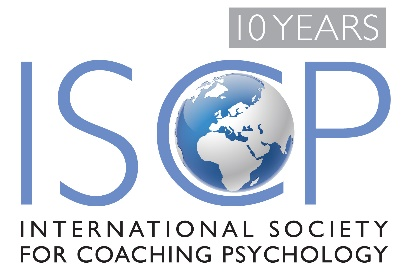 10 YEARS
ISCP
INTERNATIONAL SOCIETY
FOR COACHING PSYCHOLOGY